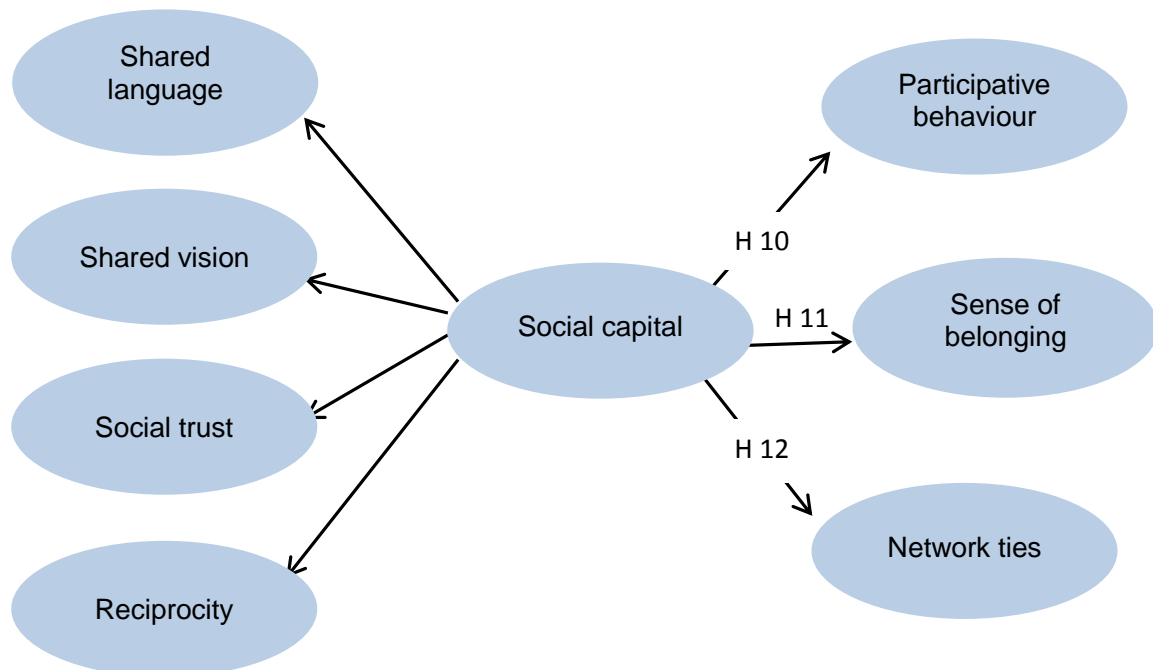 Shared
language
Shared vision
Social trust
Reciprocity
Social capital
H 10
H 11
H 12
Participative
behaviour
Sense of
belonging
Network ties